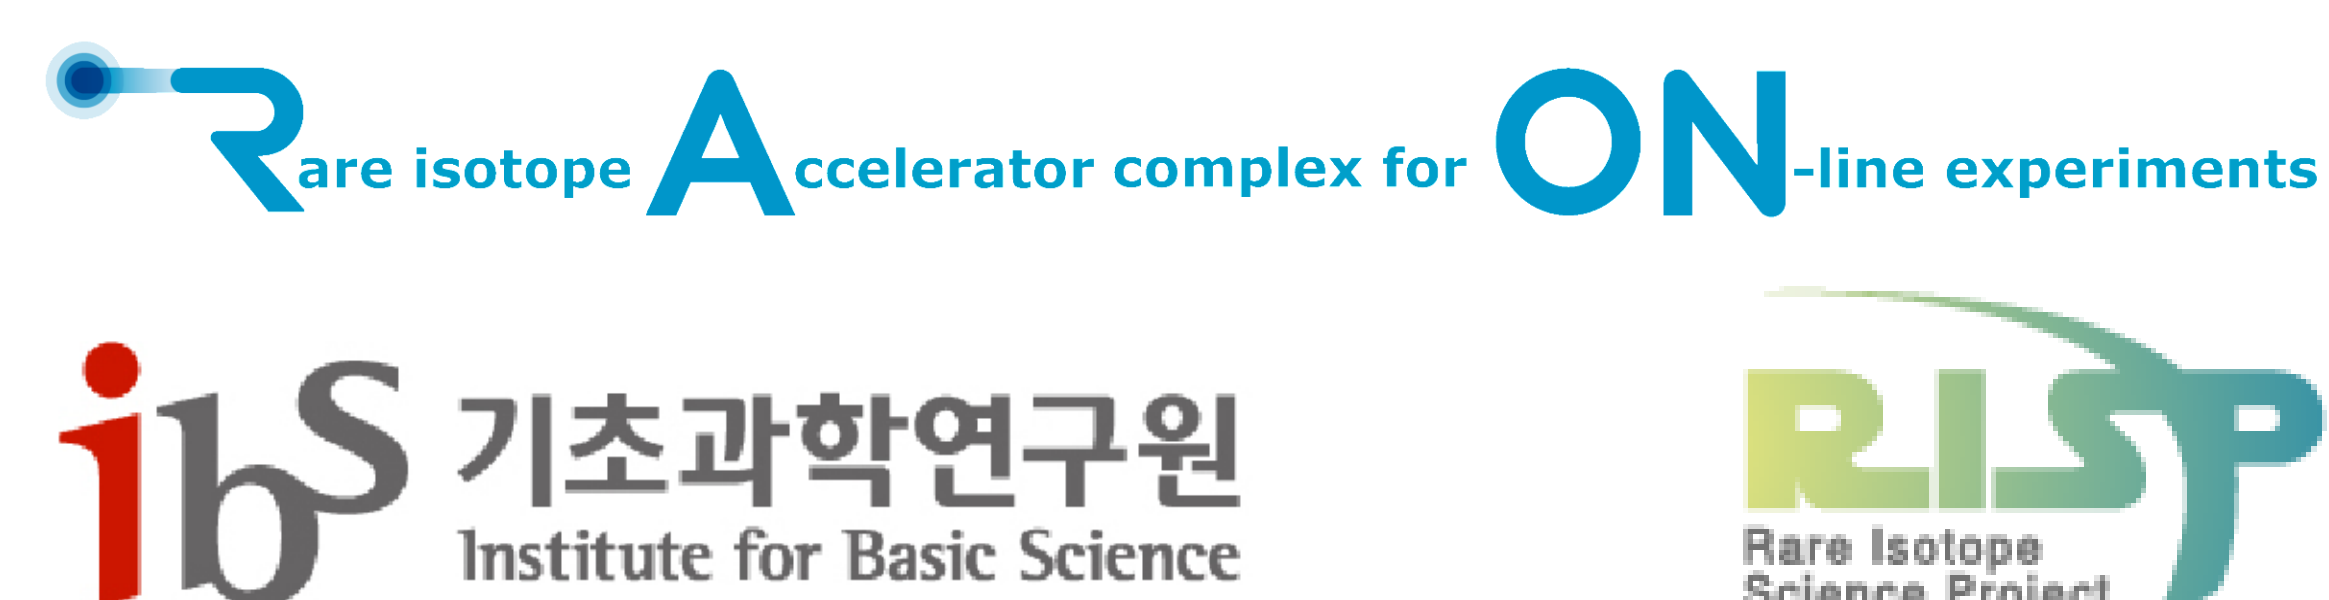 Rare isotope Accelerator complex for ON-line experiments
ibs
기초과학연구원
Institute for Basic Science
RISP
Rare Isotope
Science Project